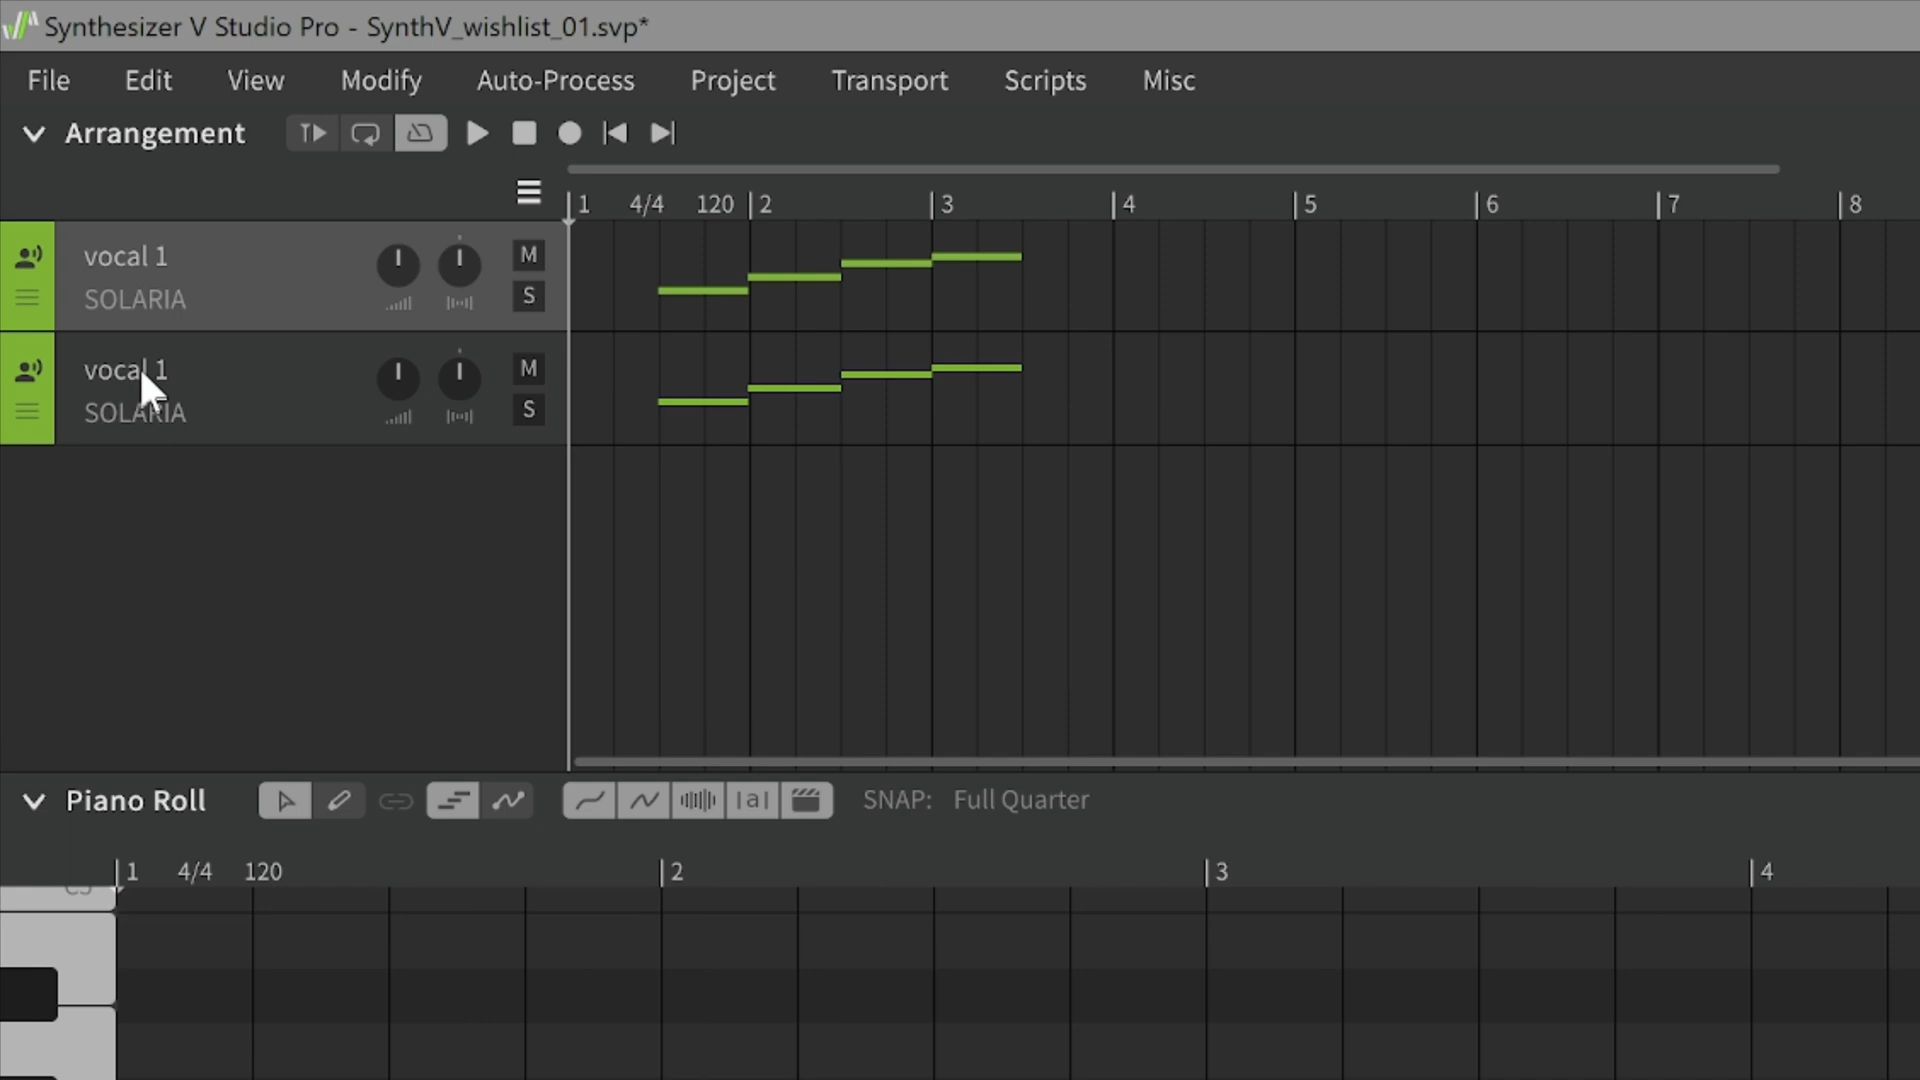 Synthesizer V Studio Pro - SynthV_wishlist_01.svp*
File Edit View Modify Auto-Process Project Transport Scripts Misc
Arrangement
1 4/4 120 2 3 4 5 6 7 8
vocal 1 M
SOLARIA S
vocal 1 M
SOLARIA S
Piano Roll |a| SNAP: Full Quarter
1 4/4 120 2 3 4